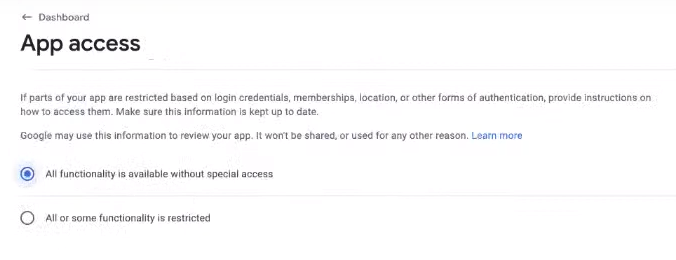 ← Dashboard
App access
If parts of your app are restricted based on login credentials, memberships, location, or other forms of authentication, provide instructions on
how to access them. Make sure this information is kept up to date.
Google may use this information to review your app. It won't be shared, or used for any other reason. Learn more
All functionality is available without special access
All or some functionality is restricted